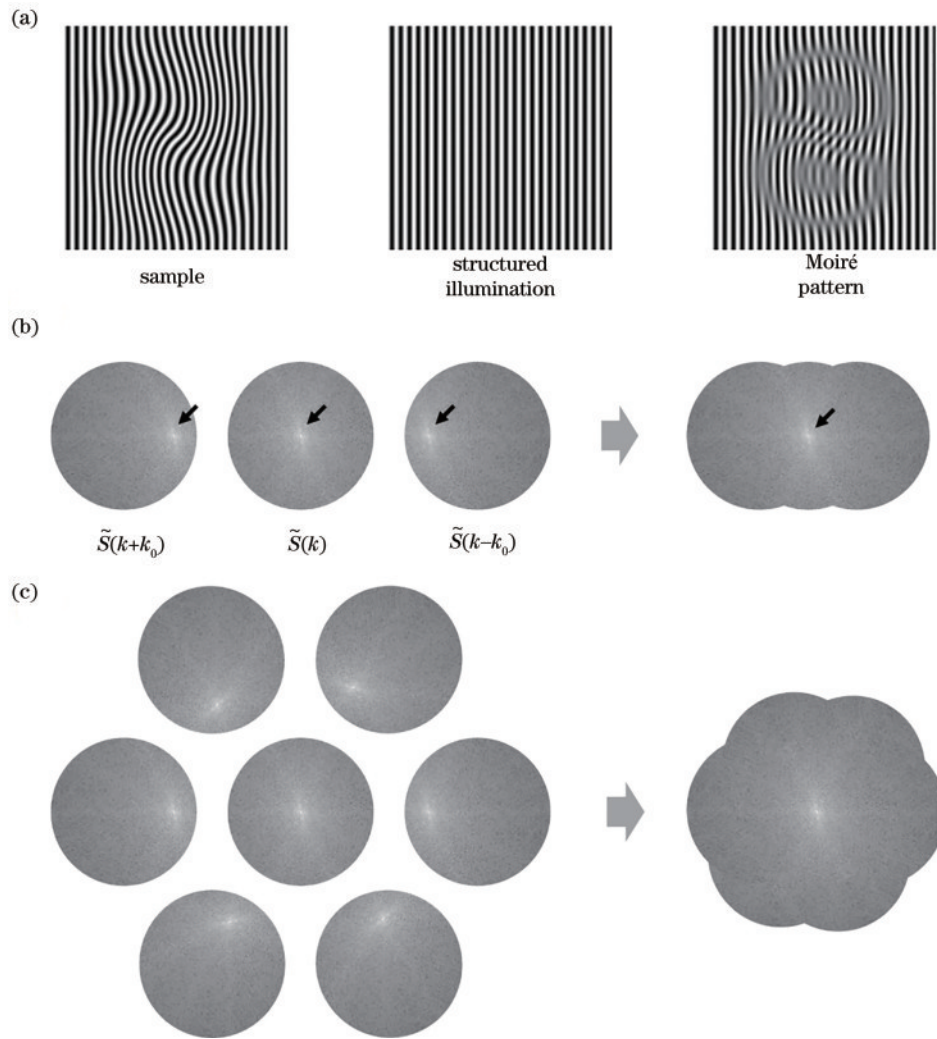 (a)
sample
structured
illumination
Moiré
pattern
(b)
S̃(k+k₀)
S̃(k)
S̃(k−k₀)
(c)